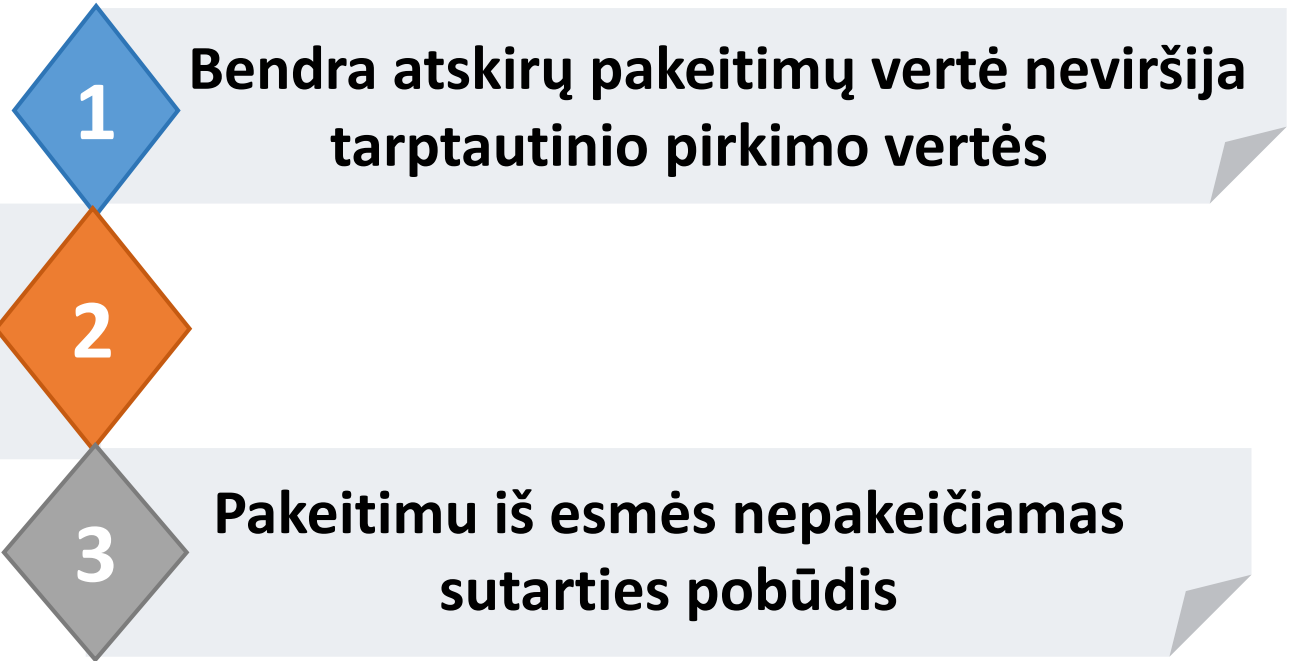 1
Bendra atskirų pakeitimų vertė neviršija
tarptautinio pirkimo vertės
2
3
Pakeitimu iš esmės nepakeičiamas
sutarties pobūdis